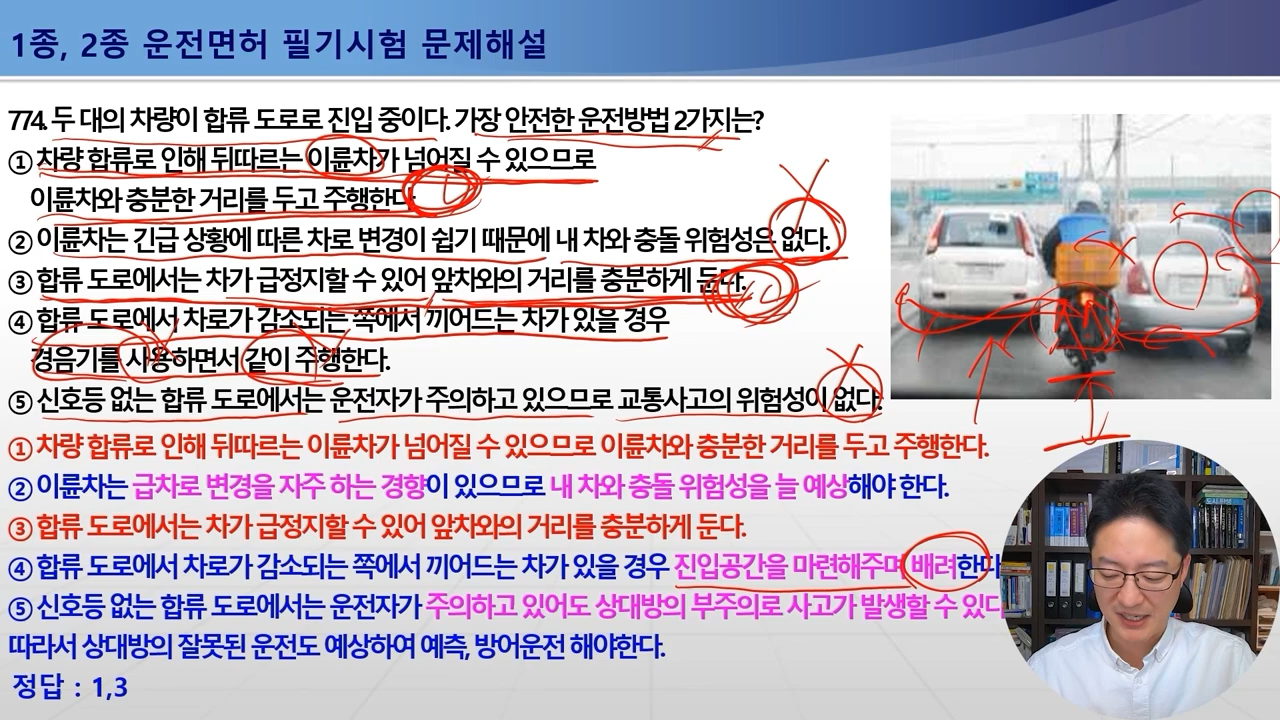 1종, 2종 운전면허 필기시험 문제해설
774. 두 대의 차량이 합류 도로로 진입 중이다. 가장 안전한 운전방법 2가지는?
① 차량 합류로 인해 뒤따르는 이륜차가 넘어질 수 있으므로
이륜차와 충분한 거리를 두고 주행한다.
② 이륜차는 긴급 상황에 따른 차로 변경이 쉽기 때문에 내 차와 충돌 위험성은 없다.
③ 합류 도로에서는 차가 급정지할 수 있어 앞차와의 거리를 충분하게 둔다.
④ 합류 도로에서 차로가 감소되는 쪽에서 끼어드는 차가 있을 경우
경음기를 사용하면서 같이 주행한다.
⑤ 신호등 없는 합류 도로에서는 운전자가 주의하고 있으므로 교통사고의 위험성이 없다.
① 차량 합류로 인해 뒤따르는 이륜차가 넘어질 수 있으므로 이륜차와 충분한 거리를 두고 주행한다.
② 이륜차는 급차로 변경을 자주 하는 경향이 있으므로 내 차와 충돌 위험성을 늘 예상해야 한다.
③ 합류 도로에서는 차가 급정지할 수 있어 앞차와의 거리를 충분하게 둔다.
④ 합류 도로에서 차로가 감소되는 쪽에서 끼어드는 차가 있을 경우 진입공간을 마련해주며 배려한다
⑤ 신호등 없는 합류 도로에서는 운전자가 주의하고 있어도 상대방의 부주의로 사고가 발생할 수 있다
따라서 상대방의 잘못된 운전도 예상하여 예측, 방어운전 해야한다.
정답 : 1,3